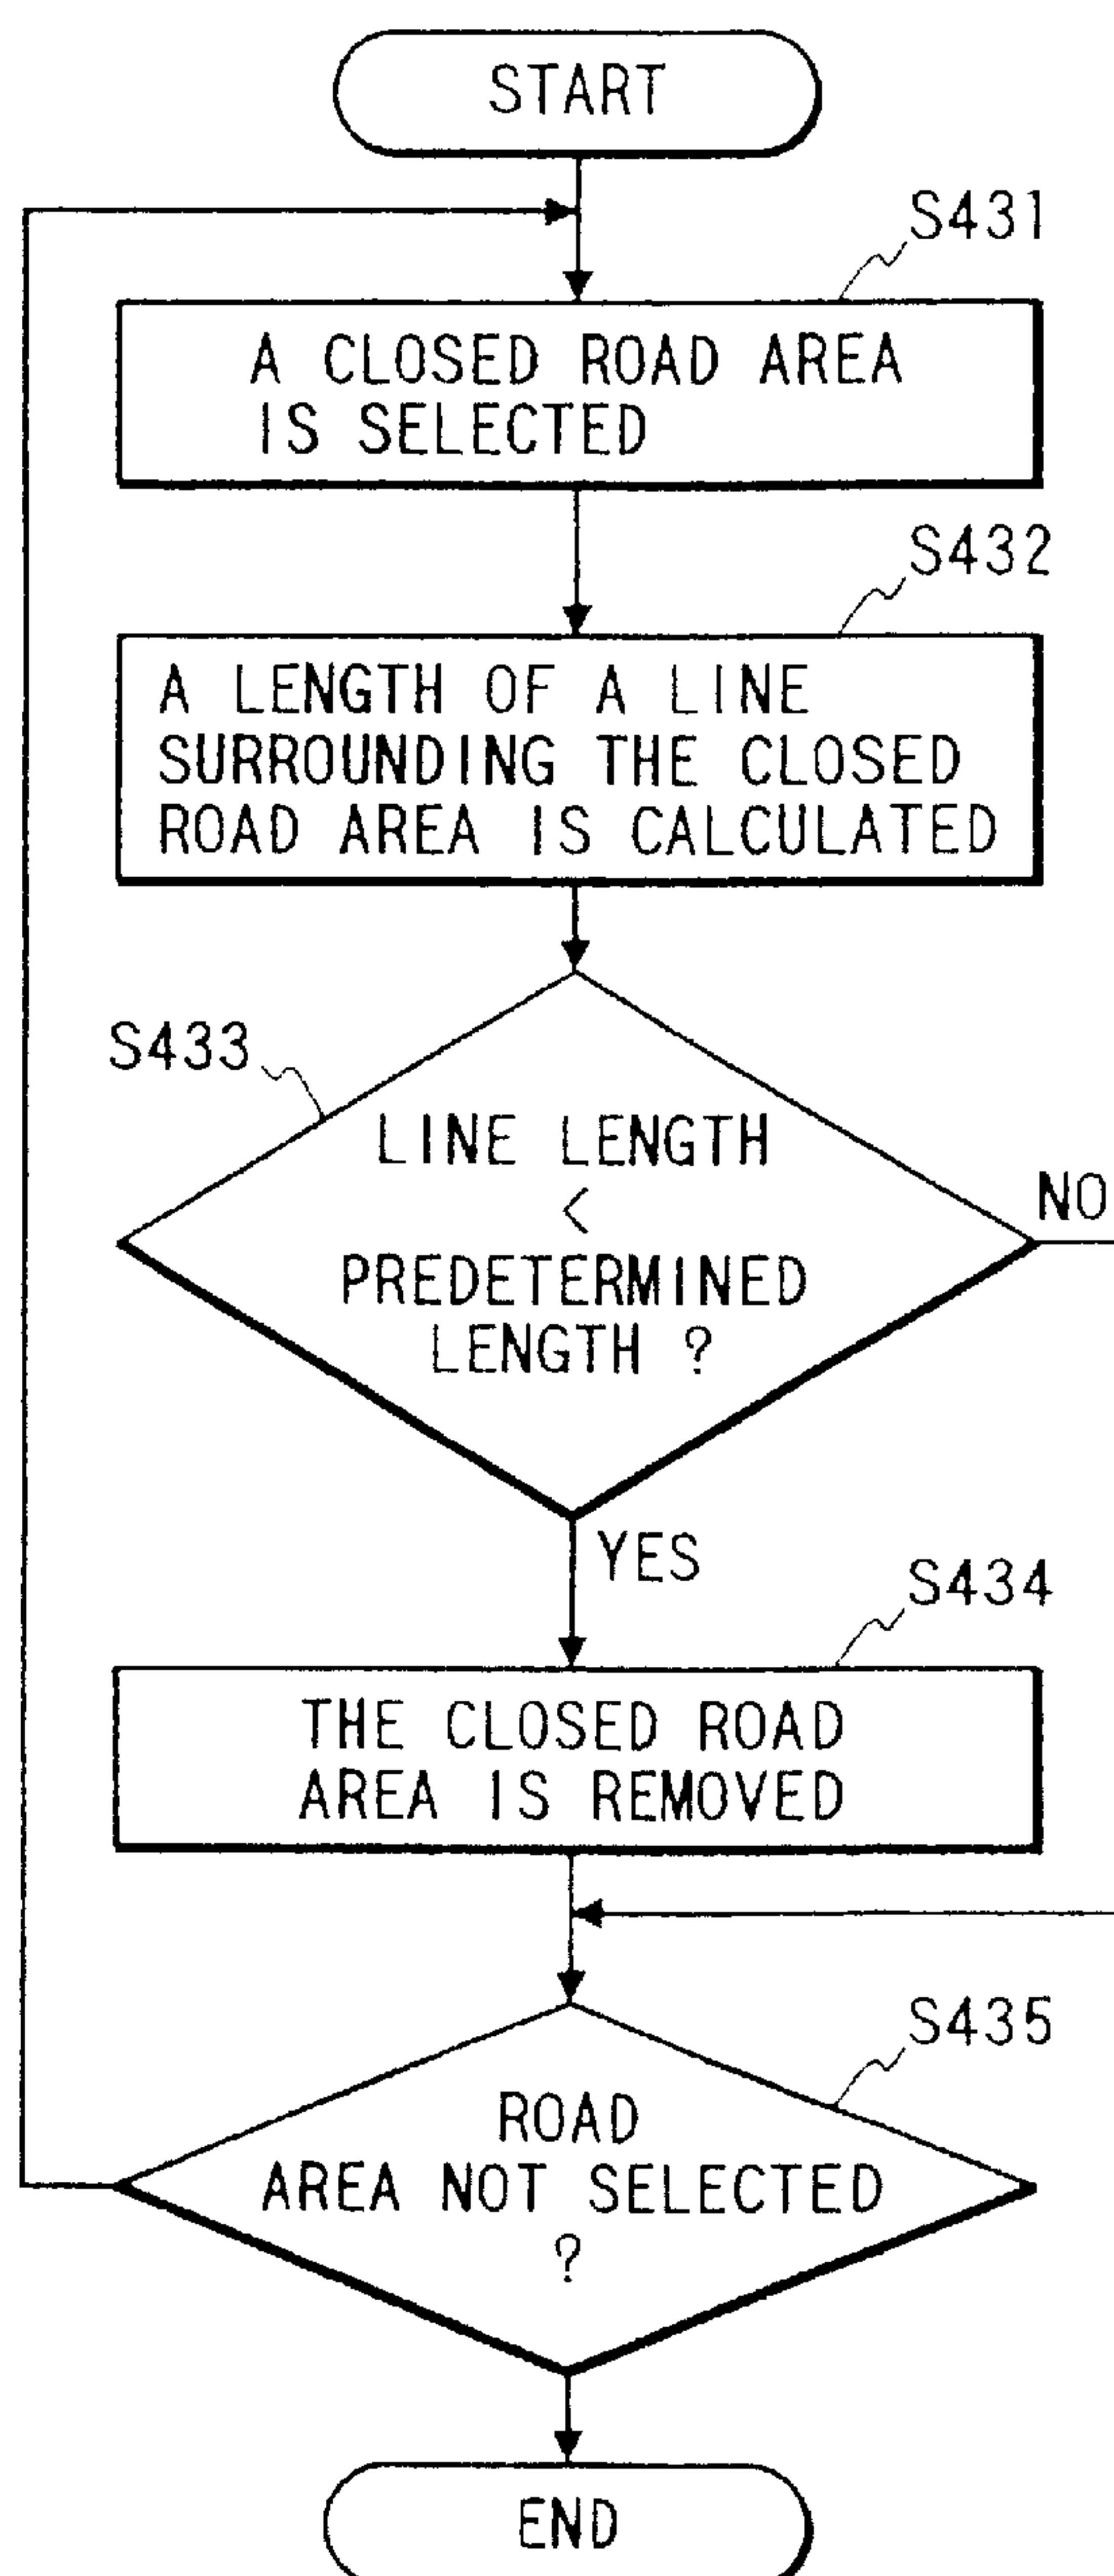 START
S431
A CLOSED ROAD AREA
IS SELECTED
S432
A LENGTH OF A LINE
SURROUNDING THE CLOSED
ROAD AREA IS CALCULATED
S433
LINE LENGTH
<
PREDETERMINED
LENGTH ?
NO
YES
S434
THE CLOSED ROAD
AREA IS REMOVED
S435
ROAD
AREA NOT SELECTED
?
END